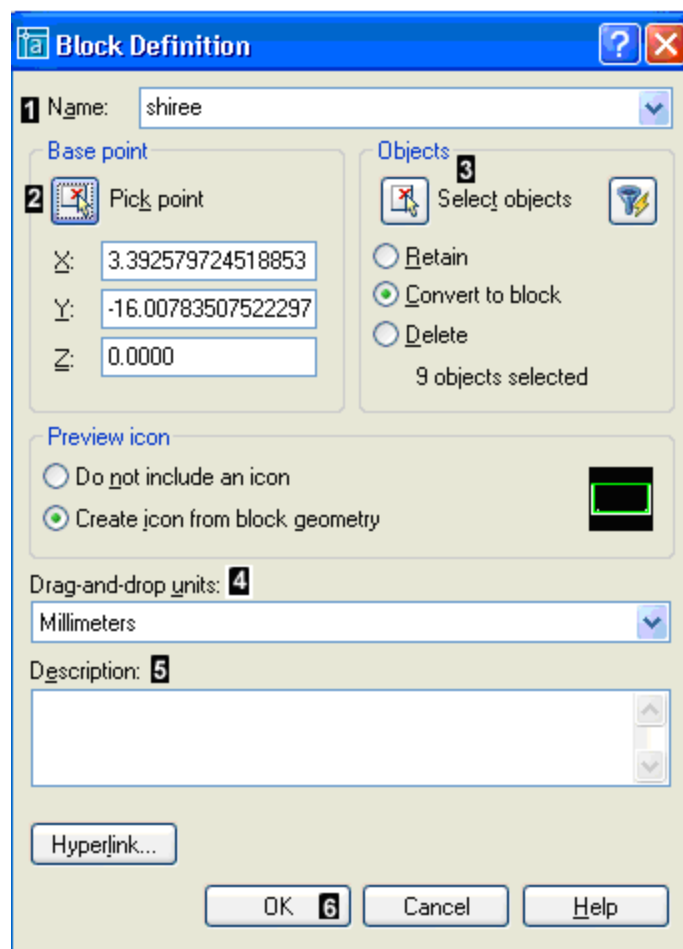 Block Definition
1 Name: shiree
Base point
2 Pick point
X: 3.392579724518853
Y: -16.00783507522297
Z: 0.0000
Objects
3
Select objects
Retain
Convert to block
Delete
9 objects selected
Preview icon
Do not include an icon
Create icon from block geometry
Drag-and-drop units: 4
Millimeters
Description: 5
Hyperlink...
OK 6 Cancel Help